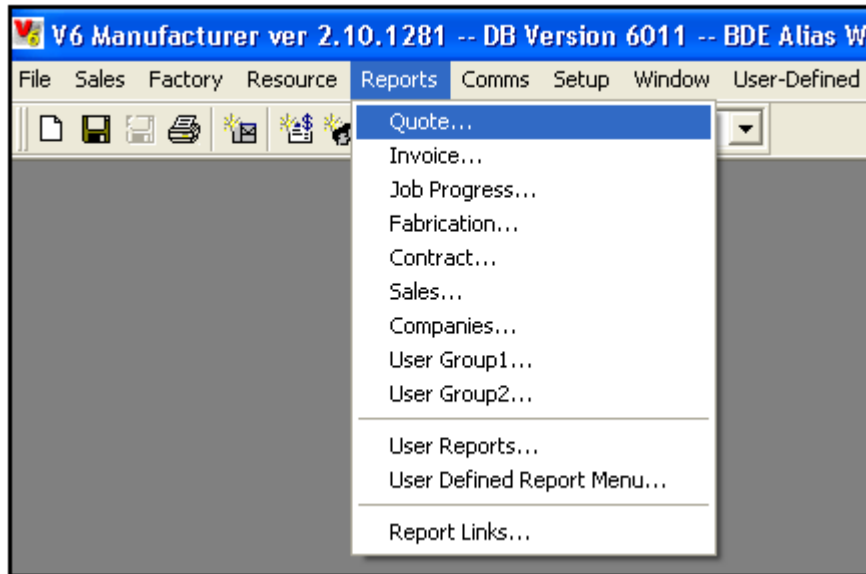 V6 Manufacturer ver 2.10.1281 -- DB Version 6011 -- BDE Alias
File Sales Factory Resource Reports Comms Setup Window User-Defined
Quote...
Invoice...
Job Progress...
Fabrication...
Contract...
Sales...
Companies...
User Group1...
User Group2...
User Reports...
User Defined Report Menu...
Report Links...